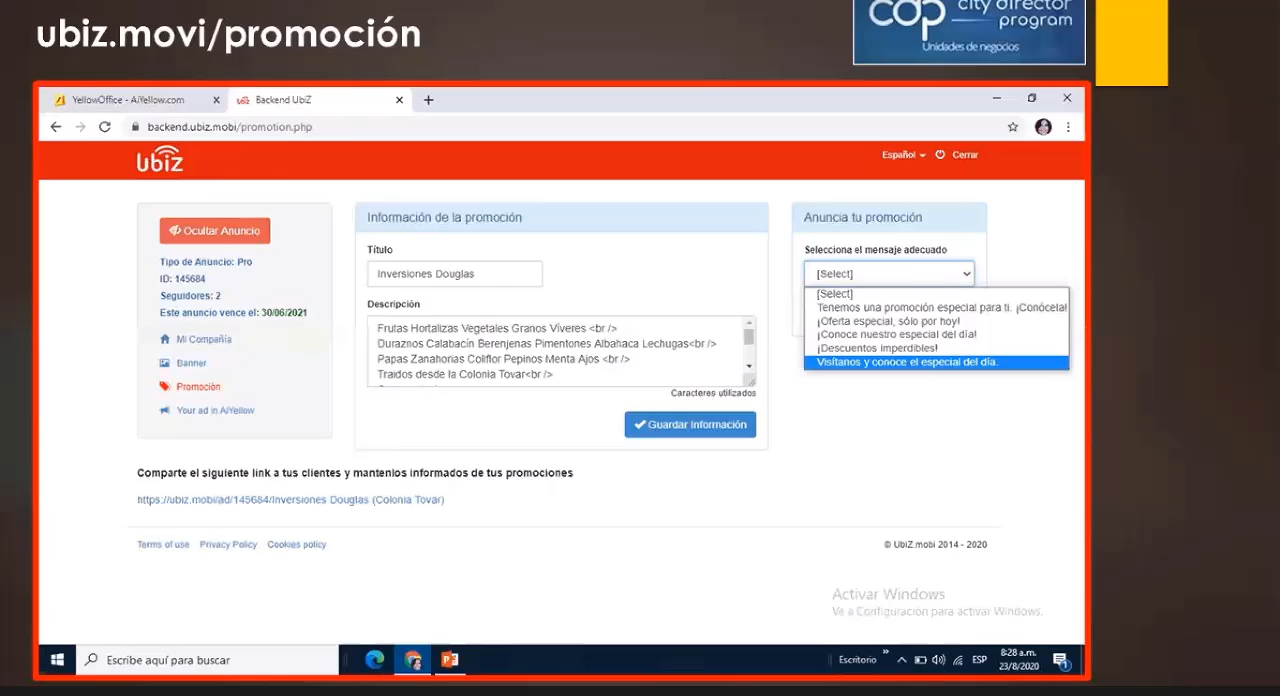 ubiz.movi/promoción
cdp city director program
Unidades de negocios
YellowOffice - AiYellow.com
Backend UbiZ
backend.ubiz.mobi/promotion.php
ubiz
Español
Cerrar
Ocultar Anuncio
Tipo de Anuncio: Pro
ID: 145684
Seguidores: 2
Este anuncio vence el: 30/06/2021
Mi Compañía
Banner
Promoción
Your ad in AiYellow
Información de la promoción
Título
Inversiones Douglas
Descripción
Frutas Hortalizas Vegetales Granos Víveres <br />
Duraznos Calabacín Berenjenas Pimentones Albahaca Lechugas<br />
Papas Zanahorias Coliflor Pepinos Menta Ajos <br />
Traidos desde la Colonia Tovar<br />
Caracteres utilizados
Guardar Información
Anuncia tu promoción
Selecciona el mensaje adecuado
[Select]
[Select]
Tenemos una promoción especial para ti. ¡Conócela!
¡Oferta especial, sólo por hoy!
¡Conoce nuestro especial del día!
¡Descuentos imperdibles!
Visítanos y conoce el especial del día.
Comparte el siguiente link a tus clientes y mantenlos informados de tus promociones
https://ubiz.mobi/ad/145684/Inversiones Douglas (Colonia Tovar)
Terms of use Privacy Policy Cookies policy
© UbiZ.mobi 2014 - 2020
Activar Windows
Ve a Configuración para activar Windows.
Escribe aquí para buscar
Escritorio
ESP
8:28 a.m.
23/8/2020
1